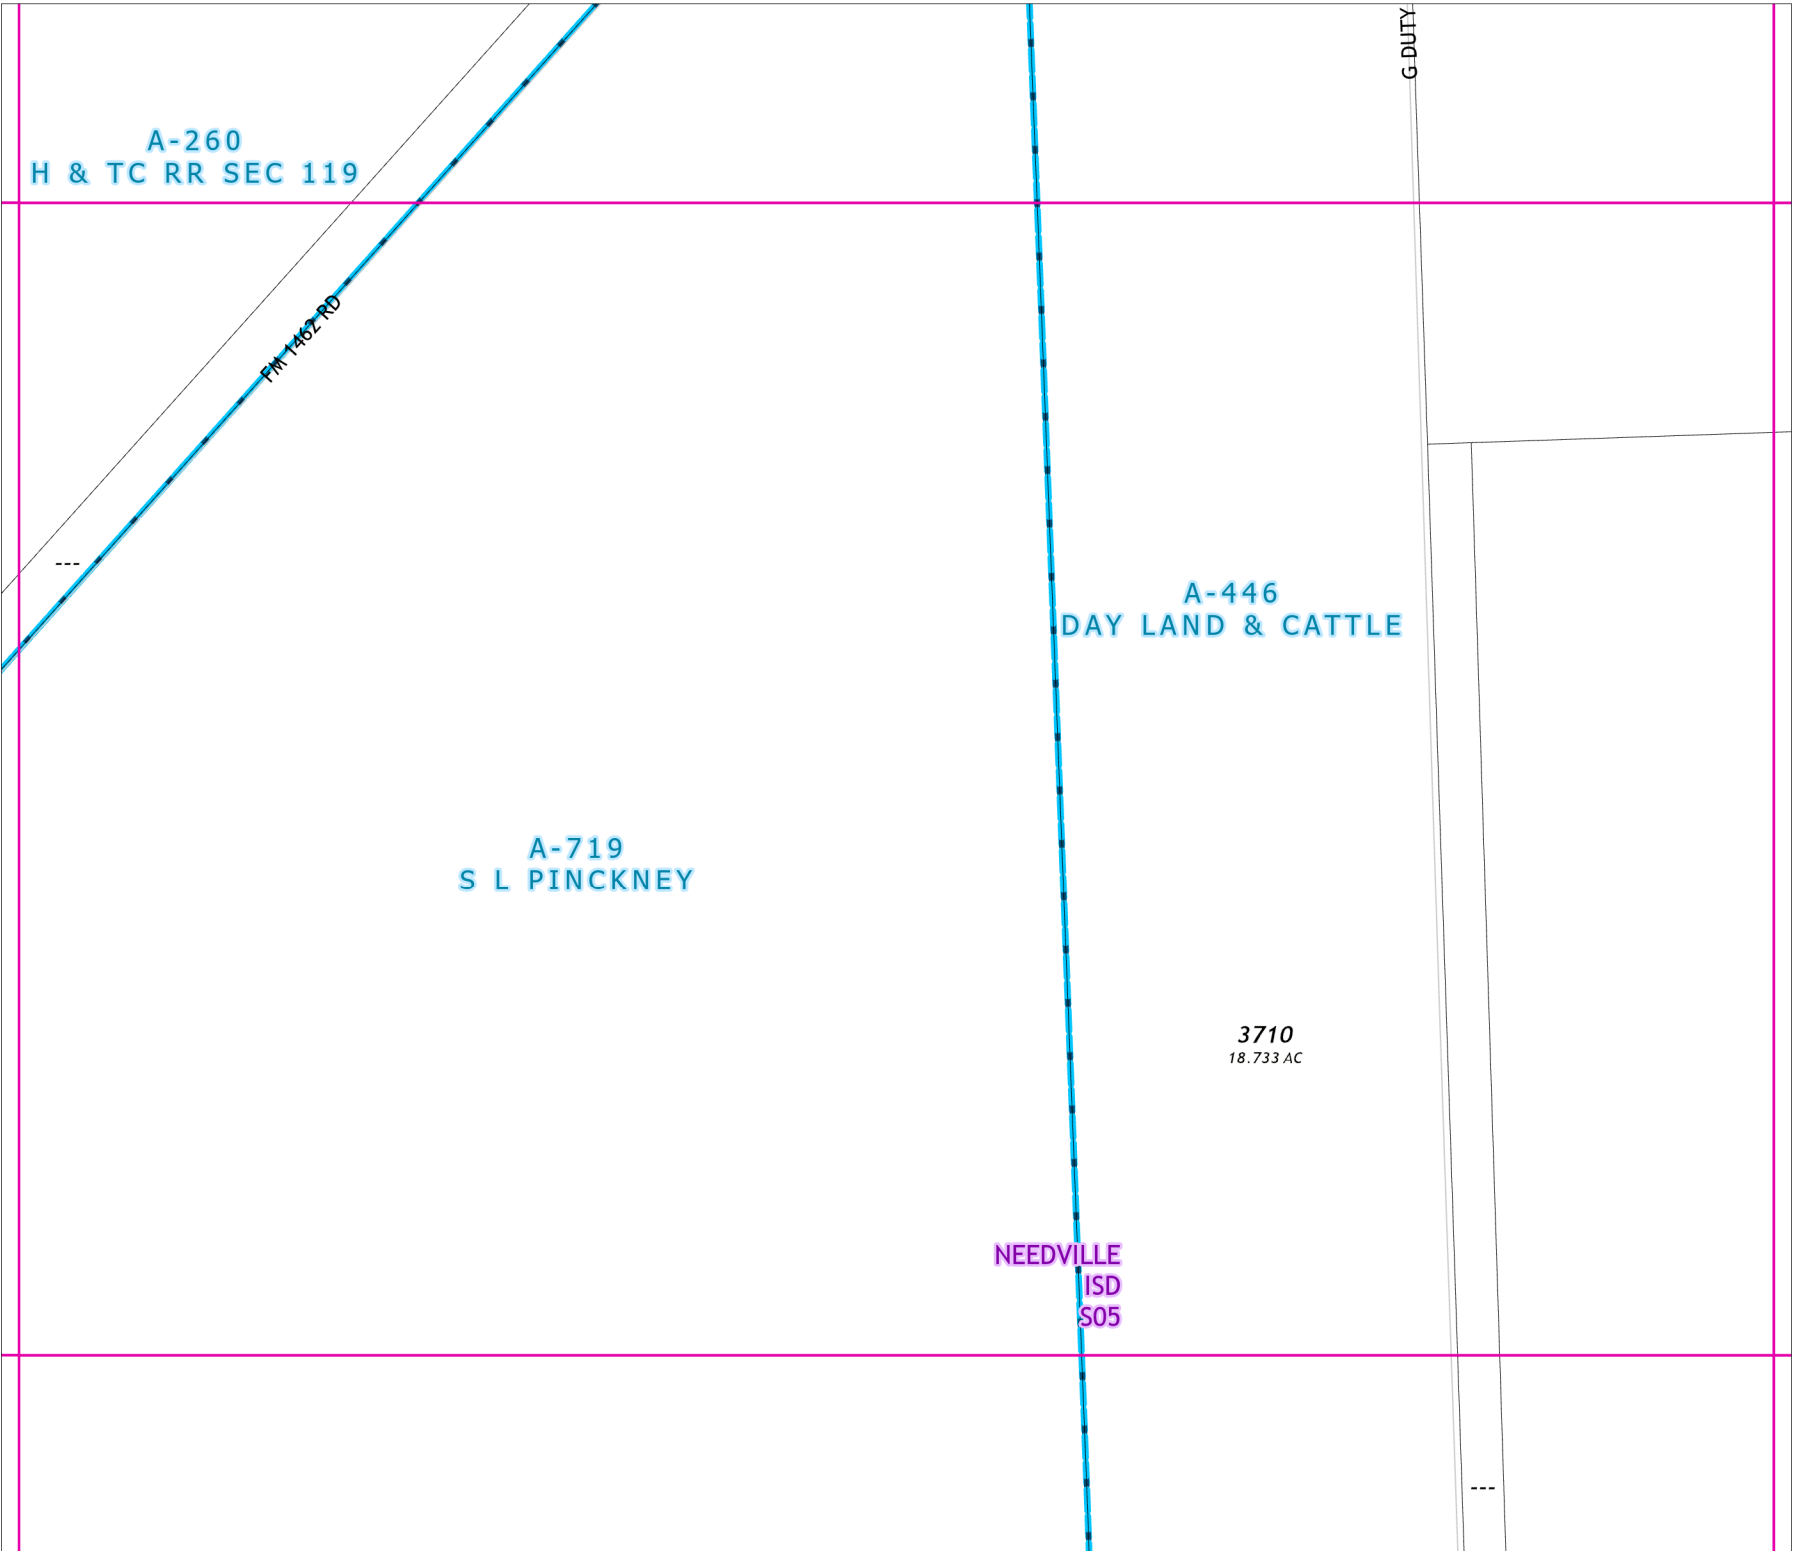 G DUTY
A-260
H & TC RR SEC 119
FM 1462 RD
---
A-446
DAY LAND & CATTLE
A-719
S L PINCKNEY
3710
18.733 AC
NEEDVILLE
ISD
S05
---